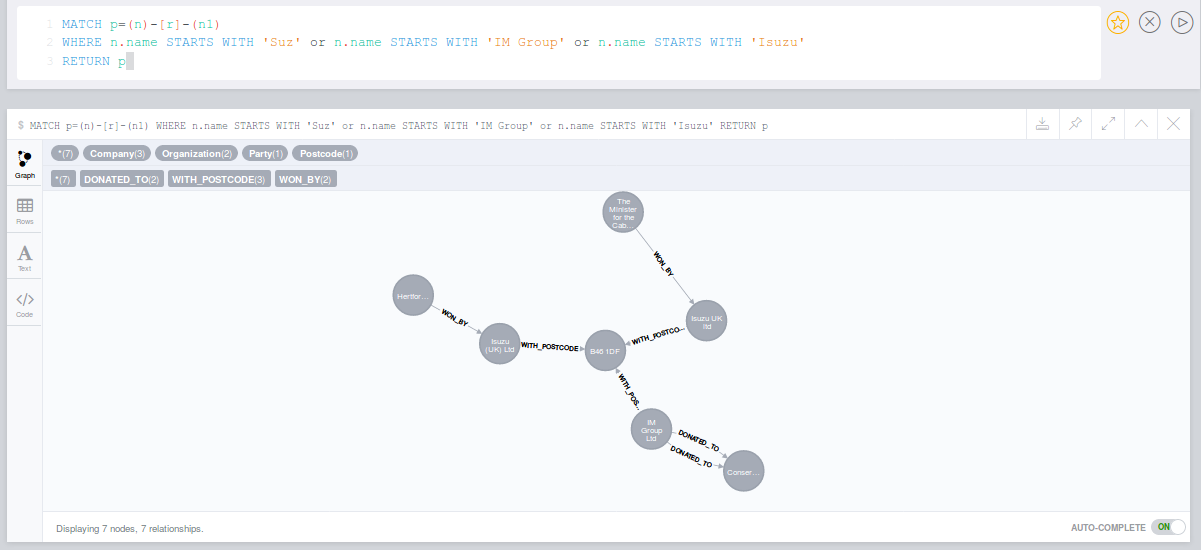 1 MATCH p=(n)-[r]-(n1)
2 WHERE n.name STARTS WITH 'Suz' or n.name STARTS WITH 'IM Group' or n.name STARTS WITH 'Isuzu'
3 RETURN p
$ MATCH p=(n)-[r]-(n1) WHERE n.name STARTS WITH 'Suz' or n.name STARTS WITH 'IM Group' or n.name STARTS WITH 'Isuzu' RETURN p
*(7) Company(3) Organization(2) Party(1) Postcode(1)
*(7) DONATED_TO(2) WITH_POSTCODE(3) WON_BY(2)
Graph
Rows
A
Text
</>
Code
The
Minister
for the
Cab...
WON_BY
Hertfor...
WON_BY
Isuzu
(UK) Ltd
WITH_POSTCODE
B46 1DF
WITH_POSTCO...
Isuzu UK
ltd
WITH_POS...
IM
Group
Ltd
DONATED_TO
DONATED_TO
Conser...
Displaying 7 nodes, 7 relationships.
AUTO-COMPLETE ON